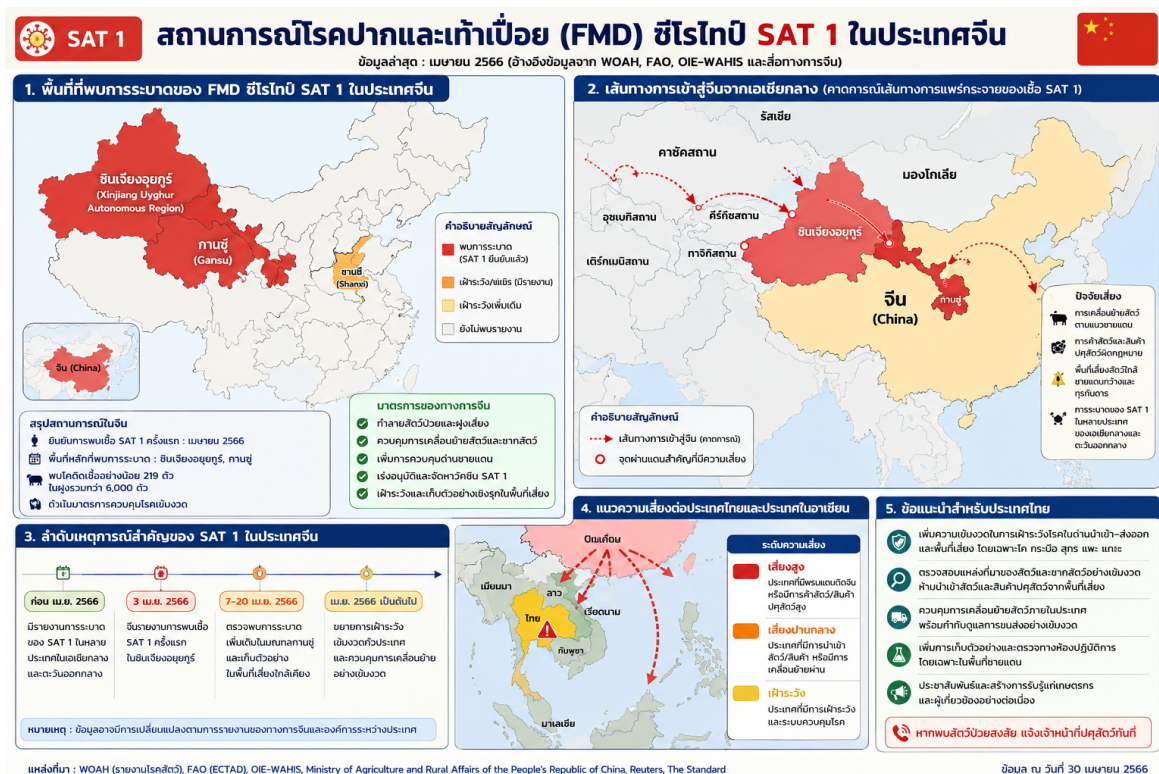 SAT 1
สถานการณ์โรคปากและเท้าเปื่อย (FMD) ซีโรไทป์ SAT 1 ในประเทศจีน
ข้อมูลล่าสุด : เมษายน 2566 (อ้างอิงข้อมูลจาก WOAH, FAO, OIE-WAHIS และสื่อทางการจีน)
1. พื้นที่ที่พบการระบาดของ FMD ซีโรไทป์ SAT 1 ในประเทศจีน
ซินเจียงอุยกูร์
(Xinjiang Uyghur
Autonomous Region)
กานซู่
(Gansu)
ซานซี
(Shanxi)
คำอธิบายสัญลักษณ์
พบการระบาด
(SAT 1 ยืนยันแล้ว)
(มีรายงาน)
เฝ้าระวังเพิ่มเติม
ยังไม่พบรายงาน
จีน (China)
สรุปสถานการณ์ในจีน
ยืนยันการพบเชื้อ SAT 1 ครั้งแรก : เมษายน 2566
พื้นที่หลักที่พบการระบาด : ซินเจียงอุยกูร์, กานซู่
พบโคติดเชื้ออย่างน้อย 219 ตัว
ในฝูงรวมกว่า 6,000 ตัว
มาตรการควบคุมโรคเข้มงวด
มาตรการของทางการจีน
ทำลายสัตว์ป่วยและฝูงเสี่ยง
ควบคุมการเคลื่อนย้ายสัตว์และซากสัตว์
เพิ่มการควบคุมด่านชายแดน
เร่งอนุมัติและจัดหาวัคซีน SAT 1
เฝ้าระวังและเก็บตัวอย่างเชิงรุกในพื้นที่เสี่ยง
2. เส้นทางการเข้าสู่จีนจากเอเชียกลาง (คาดการณ์เส้นทางการแพร่กระจายของเชื้อ SAT 1)
รัสเซีย
คาซัคสถาน
มองโกเลีย
อุซเบกิสถาน
คีร์กีซสถาน
ซินเจียงอุยกูร์
ทาจิกิสถาน
เติร์กเมนิสถาน
กานซู่
จีน
(China)
ปัจจัยเสี่ยง
การเคลื่อนย้ายสัตว์
ตามแนวชายแดน
การค้าสัตว์และสินค้า
ปศุสัตว์ผิดกฎหมาย
พื้นที่เลี้ยงสัตว์ใกล้
ชายแดนกว้างและ
ทุรกันดาร
การระบาดของ SAT 1
ในหลายประเทศ
ของเอเชียกลางและ
ตะวันออกกลาง
คำอธิบายสัญลักษณ์
เส้นทางการเข้าสู่จีน (คาดการณ์)
จุดผ่านแดนสำคัญที่มีความเสี่ยง
3. ลำดับเหตุการณ์สำคัญของ SAT 1 ในประเทศจีน
ก่อน เม.ย. 2566
มีรายงานการระบาด
ของ SAT 1 ในหลาย
ประเทศในเอเชียกลาง
และตะวันออกกลาง
3 เม.ย. 2566
จีนรายงานการพบเชื้อ
SAT 1 ครั้งแรก
ในซินเจียงอุยกูร์
7–20 เม.ย. 2566
ตรวจพบการระบาด
เพิ่มเติมในมณฑลกานซู่
และเก็บตัวอย่าง
ในพื้นที่เสี่ยงใกล้เคียง
เม.ย. 2566 เป็นต้นไป
ขยายการเฝ้าระวัง
เข้มงวดทั่วประเทศ
และควบคุมการเคลื่อนย้าย
อย่างเข้มงวด
หมายเหตุ : ข้อมูลอาจมีการเปลี่ยนแปลงตามการรายงานของทางการจีนและองค์การระหว่างประเทศ
4. แนวความเสี่ยงต่อประเทศไทยและประเทศในอาเซียน
เมียนมา
ลาว
ไทย
เวียดนาม
กัมพูชา
มาเลเซีย
ระดับความเสี่ยง
เสี่ยงสูง
ประเทศที่มีพรมแดนติดจีน
หรือมีการค้าสัตว์/สินค้า
ปศุสัตว์สูง
เสี่ยงปานกลาง
ประเทศที่มีการนำเข้า
สัตว์/สินค้า หรือมีการ
เคลื่อนย้ายผ่าน
เฝ้าระวัง
ประเทศที่มีการเฝ้าระวัง
และระบบควบคุมโรค
5. ข้อแนะนำสำหรับประเทศไทย
เพิ่มความเข้มงวดในการเฝ้าระวังโรคในด่านนำเข้า-ส่งออก
และพื้นที่เสี่ยง โดยเฉพาะโค กระบือ สุกร แพะ แกะ
ตรวจสอบแหล่งที่มาของสัตว์และซากสัตว์อย่างเข้มงวด
ห้ามนำเข้าสัตว์และสินค้าปศุสัตว์จากพื้นที่เสี่ยง
ควบคุมการเคลื่อนย้ายสัตว์ภายในประเทศ
พร้อมกำกับดูแลการขนส่งอย่างเข้มงวด
เพิ่มการเก็บตัวอย่างและตรวจทางห้องปฏิบัติการ
โดยเฉพาะในพื้นที่ชายแดน
ประชาสัมพันธ์และสร้างการรับรู้แก่เกษตรกร
และผู้เกี่ยวข้องอย่างต่อเนื่อง
หากพบสัตว์ป่วยสงสัย แจ้งเจ้าหน้าที่ปศุสัตว์ทันที
แหล่งที่มา : WOAH (รายงานโรคสัตว์), FAO (ECTAD), OIE-WAHIS, Ministry of Agriculture and Rural Affairs of the People's Republic of China, Reuters, The Standard
ข้อมูล ณ วันที่ 30 เมษายน 2566